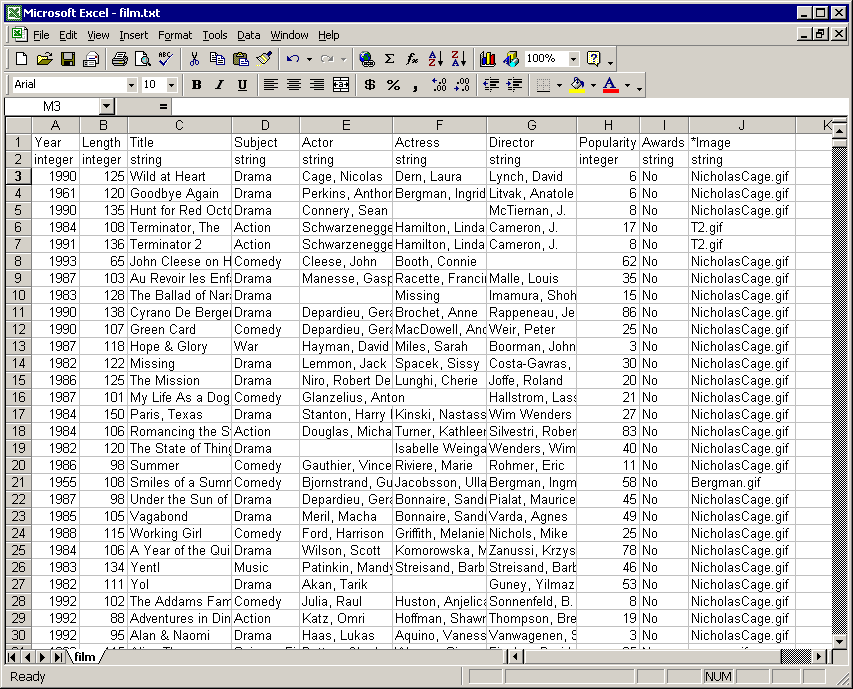 Microsoft Excel - film.txt
File Edit View Insert Format Tools Data Window Help
100%
Arial 10 B I U $ % ,
M3 =
A B C D E F G H I J K
1 Year Length Title Subject Actor Actress Director Popularity Awards *Image
2 integer integer string string string string string integer string string
3 1990 125 Wild at Heart Drama Cage, Nicolas Dern, Laura Lynch, David 6 No NicholasCage.gif
4 1961 120 Goodbye Again Drama Perkins, Anthor Bergman, Ingrid Litvak, Anatole 6 No NicholasCage.gif
5 1990 135 Hunt for Red Octo Drama Connery, Sean McTiernan, J. 8 No NicholasCage.gif
6 1984 108 Terminator, The Action Schwarzenegge Hamilton, Linda Cameron, J. 17 No T2.gif
7 1991 136 Terminator 2 Action Schwarzenegge Hamilton, Linda Cameron, J. 8 No T2.gif
8 1993 65 John Cleese on H Comedy Cleese, John Booth, Connie 62 No NicholasCage.gif
9 1987 103 Au Revoir les Enfa Drama Manesse, Gasp Racette, Francin Malle, Louis 35 No NicholasCage.gif
10 1983 128 The Ballad of Nara Drama Missing Imamura, Shoh 15 No NicholasCage.gif
11 1990 138 Cyrano De Berger Drama Depardieu, Gera Brochet, Anne Rappeneau, Je 86 No NicholasCage.gif
12 1990 107 Green Card Comedy Depardieu, Gera MacDowell, And Weir, Peter 25 No NicholasCage.gif
13 1987 118 Hope & Glory War Hayman, David Miles, Sarah Boorman, John 3 No NicholasCage.gif
14 1982 122 Missing Drama Lemmon, Jack Spacek, Sissy Costa-Gavras, 30 No NicholasCage.gif
15 1986 125 The Mission Drama Niro, Robert De Lunghi, Cherie Joffe, Roland 20 No NicholasCage.gif
16 1987 101 My Life As a Dog Comedy Glanzelius, Anton Hallstrom, Lass 21 No NicholasCage.gif
17 1984 150 Paris, Texas Drama Stanton, Harry I Kinski, Nastass Wim Wenders 27 No NicholasCage.gif
18 1984 106 Romancing the St Action Douglas, Micha Turner, Kathleer Silvestri, Rober 83 No NicholasCage.gif
19 1982 120 The State of Thing Drama Isabelle Weinga Wenders, Wim 40 No NicholasCage.gif
20 1986 98 Summer Comedy Gauthier, Vince Riviere, Marie Rohmer, Eric 11 No NicholasCage.gif
21 1955 108 Smiles of a Summ Comedy Bjornstrand, Gu Jacobsson, Ulla Bergman, Ingm 58 No Bergman.gif
22 1987 98 Under the Sun of Drama Depardieu, Gera Bonnaire, Sandr Pialat, Maurice 45 No NicholasCage.gif
23 1985 105 Vagabond Drama Meril, Macha Bonnaire, Sandr Varda, Agnes 49 No NicholasCage.gif
24 1988 115 Working Girl Comedy Ford, Harrison Griffith, Melanie Nichols, Mike 25 No NicholasCage.gif
25 1984 106 A Year of the Qui Drama Wilson, Scott Komorowska, M Zanussi, Krzys 78 No NicholasCage.gif
26 1983 134 Yentl Music Patinkin, Mandy Streisand, Barb Streisand, Barb 46 No NicholasCage.gif
27 1982 111 Yol Drama Akan, Tarik Guney, Yilmaz 53 No NicholasCage.gif
28 1992 102 The Addams Fam Comedy Julia, Raul Huston, Anjelica Sonnenfeld, B. 8 No NicholasCage.gif
29 1992 88 Adventures in Din Action Katz, Omri Hoffman, Shawn Thompson, Bre 19 No NicholasCage.gif
30 1992 95 Alan & Naomi Drama Haas, Lukas Aquino, Vaness Vanwagenen, S 3 No NicholasCage.gif
film
Ready NUM